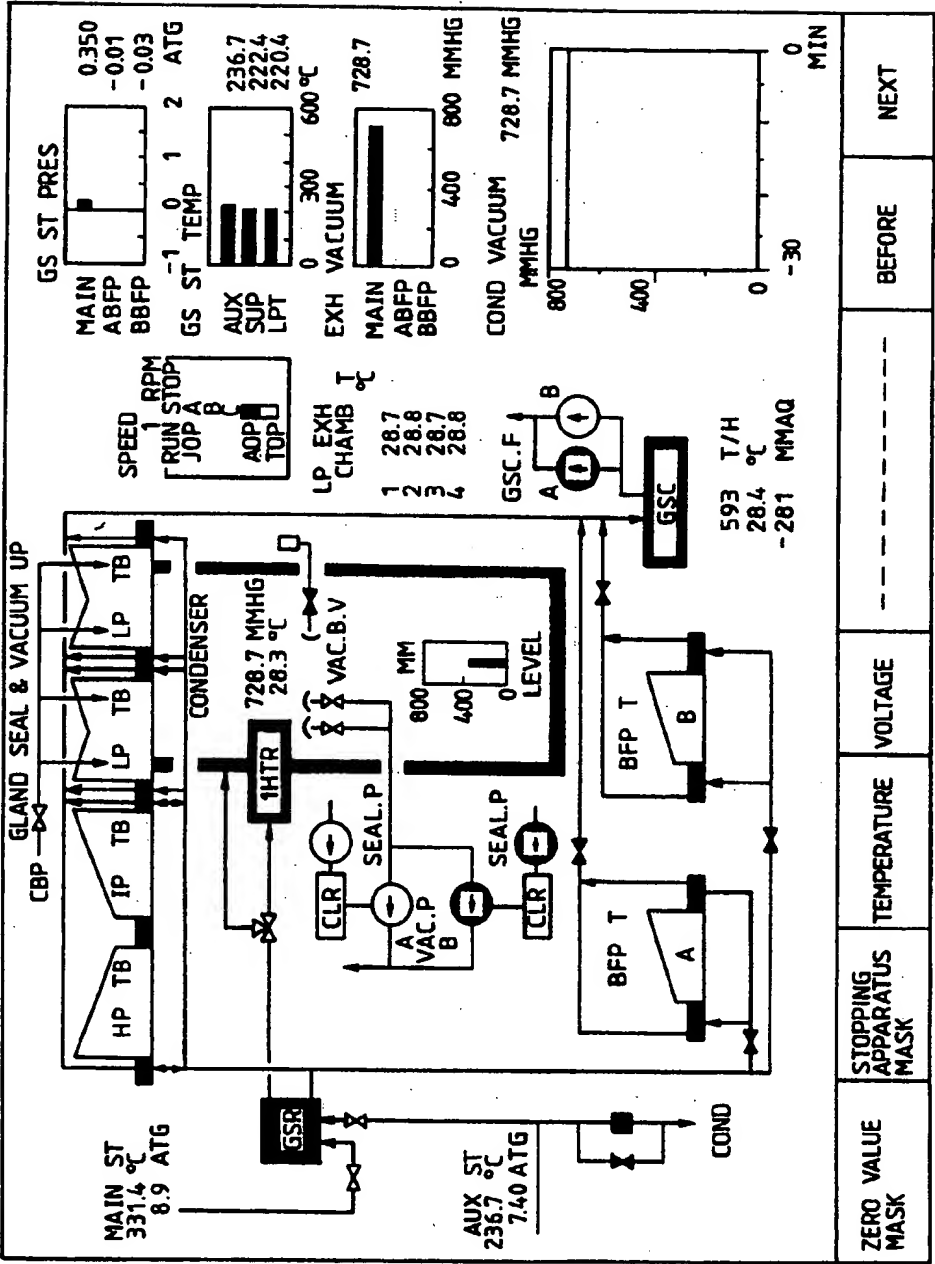 GLAND SEAL & VACUUM UP
MAIN ST
331.4 °C
8.9 ATG
CBP
HP TB
IP TB
LP TB
LP TB
GSR
AUX ST
236.7 °C
7.40 ATG
COND
CONDENSER
728.7 MMHG
28.3 °C
1HTR
VAC.B.V
CLR
SEAL.P
A
VAC.P
B
CLR
SEAL.P
MM
800
400
0
LEVEL
BFP T
A
BFP T
B
SPEED
1 RPM
RUN STOP
JOP A
B
C
AOP
TOP
LP EXH T
CHAMB °C
1 28.7
2 28.8
3 28.7
4 28.8
GSC.F
A
B
GSC
593 T/H
28.4 °C
-281 MMAQ
GS ST PRES
MAIN 0.350
ABFP -0.01
BBFP -0.03
-1 0 1 2 ATG
GS ST TEMP
AUX 236.7
SUP 222.4
LPT 220.4
0 300 600 °C
EXH VACUUM
MAIN 728.7
ABFP
BBFP
0 400 800 MMHG
COND VACUUM 728.7 MMHG
MMHG
800
400
0
-30 0
MIN
ZERO VALUE
MASK
STOPPING
APPARATUS
MASK
TEMPERATURE
VOLTAGE
BEFORE
NEXT